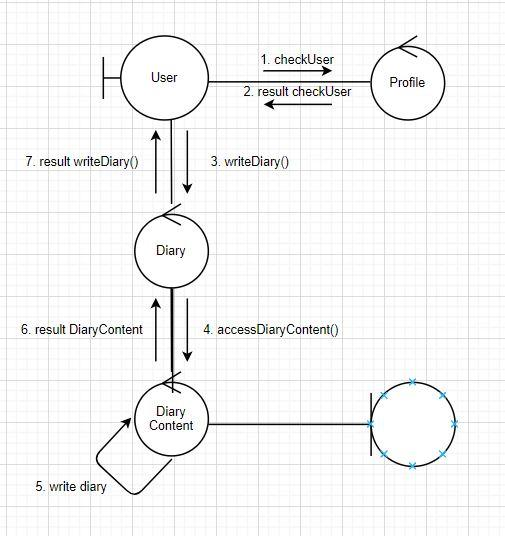 1. checkUser
User
Profile
2. result checkUser
7. result writeDiary()
3. writeDiary()
Diary
6. result DiaryContent
4. accessDiaryContent()
Diary
Content
5. write diary